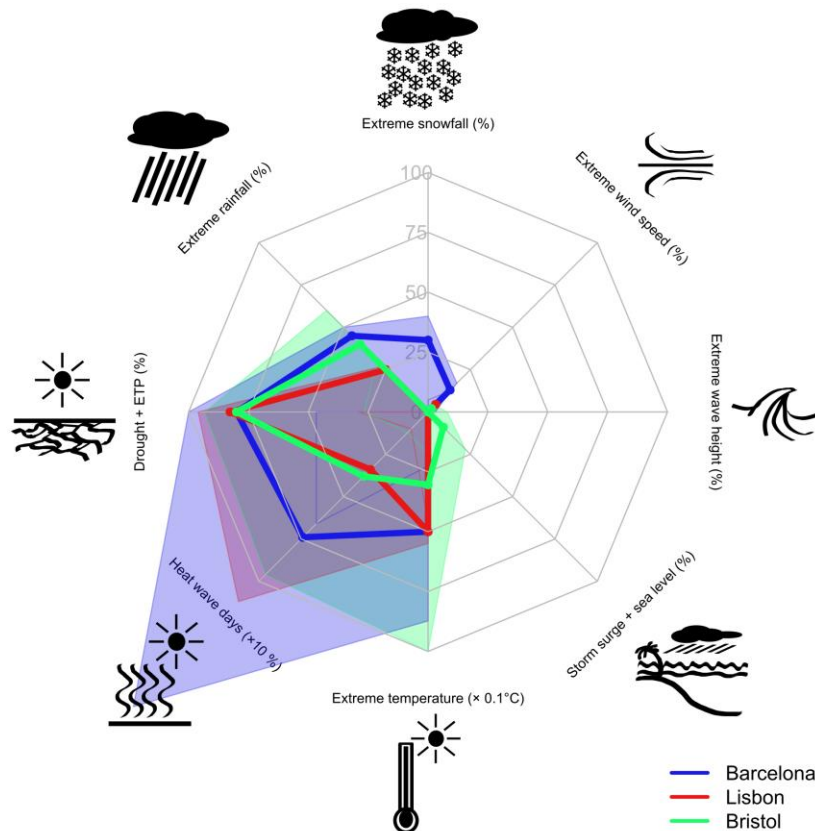 Extreme snowfall (%)
Extreme rainfall (%)
Extreme wind speed (%)
100
75
50
25
0
Drought + ETP (%)
Extreme wave height (%)
Heat wave days (×10 %)
Storm surge + sea level (%)
Extreme temperature (× 0.1°C)
Barcelona
Lisbon
Bristol